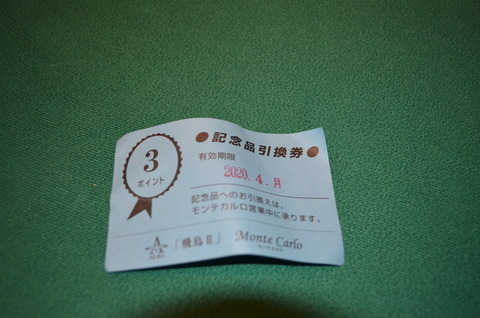 ●記念品引換券●
3
ポイント
有効期限
2020.4.月
記念品へのお引換えは、
モンテカルロ営業中に承ります。
「飛鳥Ⅱ」 Monte Carlo